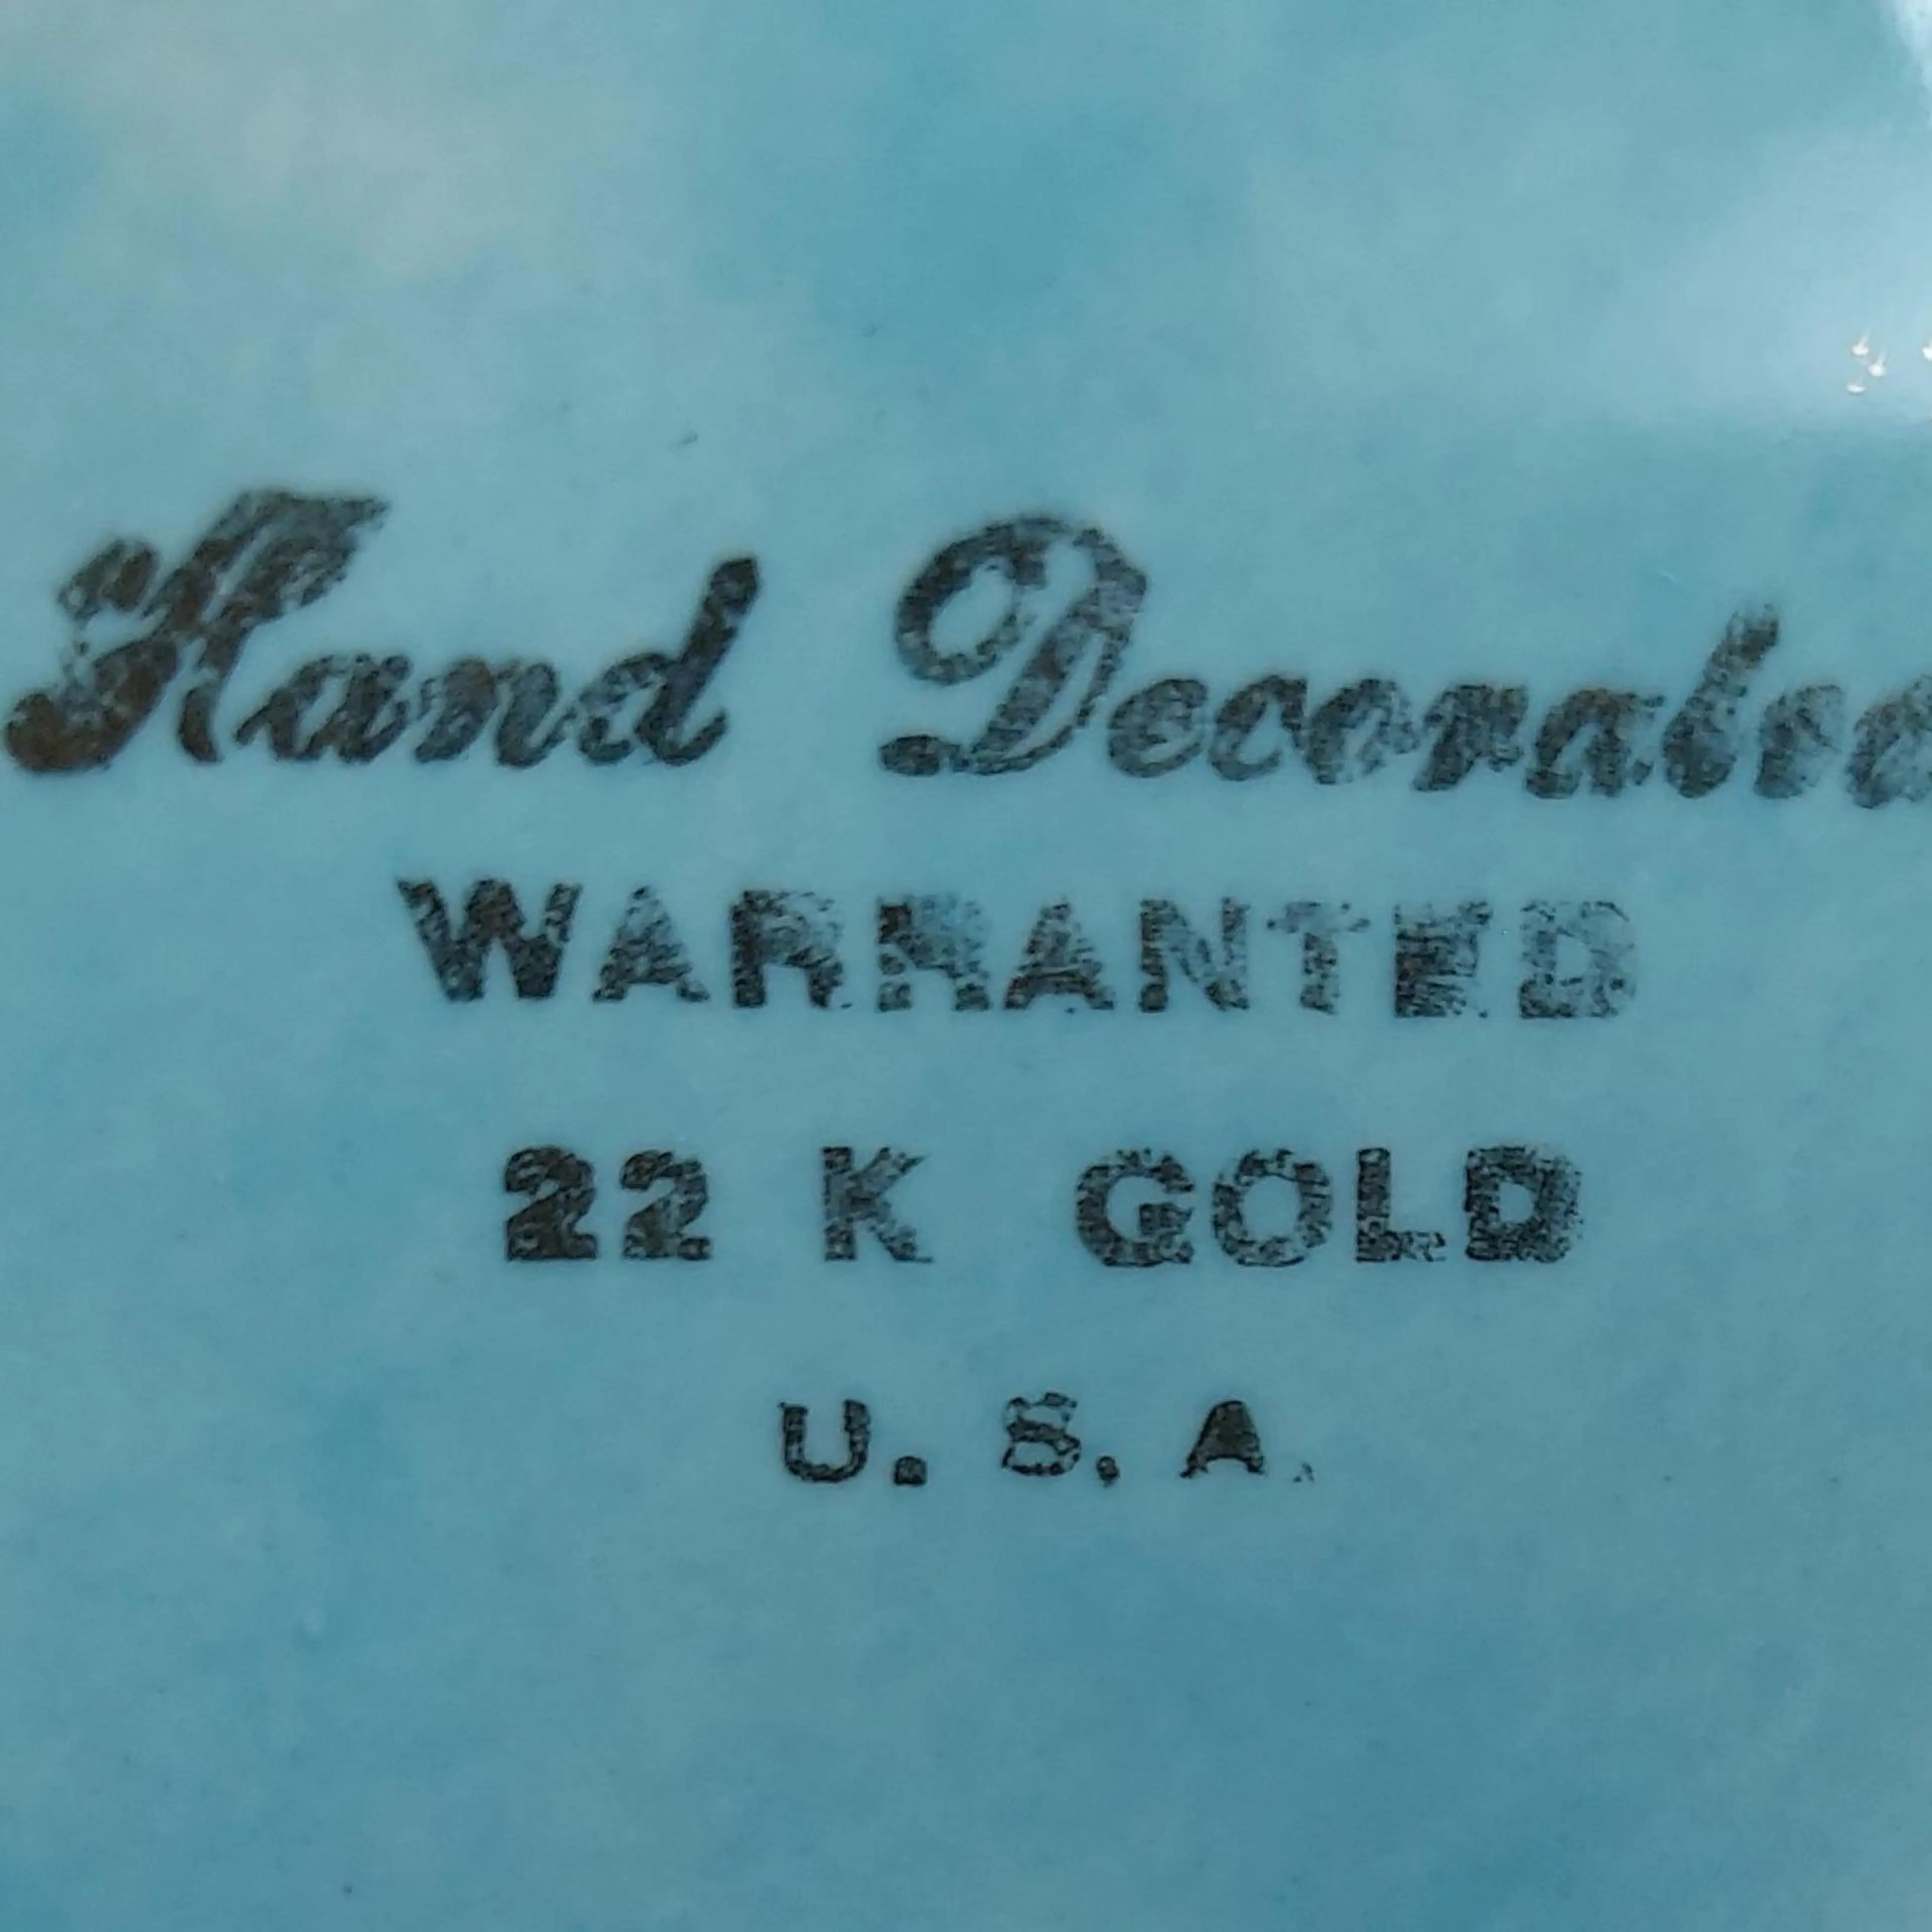 Hand Decorated
WARRANTED
22 K GOLD
U. S. A.